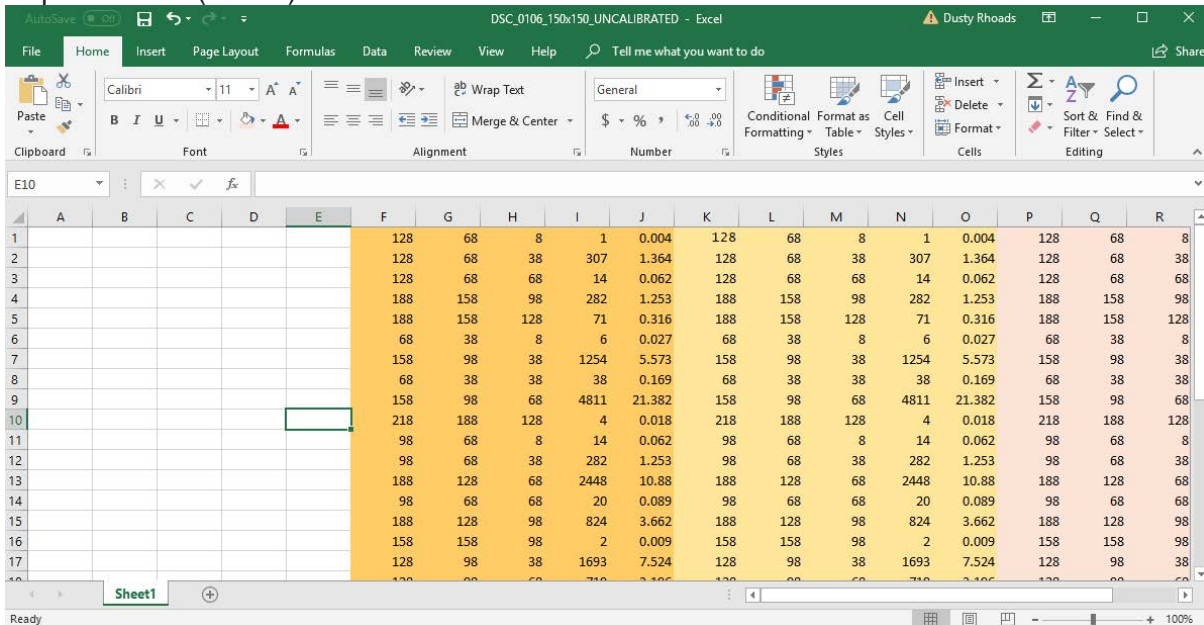 AutoSave Off DSC_0106_150x150_UNCALIBRATED - Excel Dusty Rhoads
File Home Insert Page Layout Formulas Data Review View Help Tell me what you want to do Share
Paste
Calibri 11 A A
B I U A
ab Wrap Text
Merge & Center
General
$ % ,
Conditional Formatting
Format as Table
Cell Styles
Insert
Delete
Format
Sort & Filter
Find & Select
Clipboard Font Alignment Number Styles Cells Editing
E10 fx
A B C D E F G H I J K L M N O P Q R
1 128 68 8 1 0.004 128 68 8 1 0.004 128 68 8
2 128 68 38 307 1.364 128 68 38 307 1.364 128 68 38
3 128 68 68 14 0.062 128 68 68 14 0.062 128 68 68
4 188 158 98 282 1.253 188 158 98 282 1.253 188 158 98
5 188 158 128 71 0.316 188 158 128 71 0.316 188 158 128
6 68 38 8 6 0.027 68 38 8 6 0.027 68 38 8
7 158 98 38 1254 5.573 158 98 38 1254 5.573 158 98 38
8 68 38 38 38 0.169 68 38 38 38 0.169 68 38 38
9 158 98 68 4811 21.382 158 98 68 4811 21.382 158 98 68
10 218 188 128 4 0.018 218 188 128 4 0.018 218 188 128
11 98 68 8 14 0.062 98 68 8 14 0.062 98 68 8
12 98 68 38 282 1.253 98 68 38 282 1.253 98 68 38
13 188 128 68 2448 10.88 188 128 68 2448 10.88 188 128 68
14 98 68 68 20 0.089 98 68 68 20 0.089 98 68 68
15 188 128 98 824 3.662 188 128 98 824 3.662 188 128 98
16 158 158 98 2 0.009 158 158 98 2 0.009 158 158 98
17 128 98 38 1693 7.524 128 98 38 1693 7.524 128 98 38
Sheet1
Ready 100%